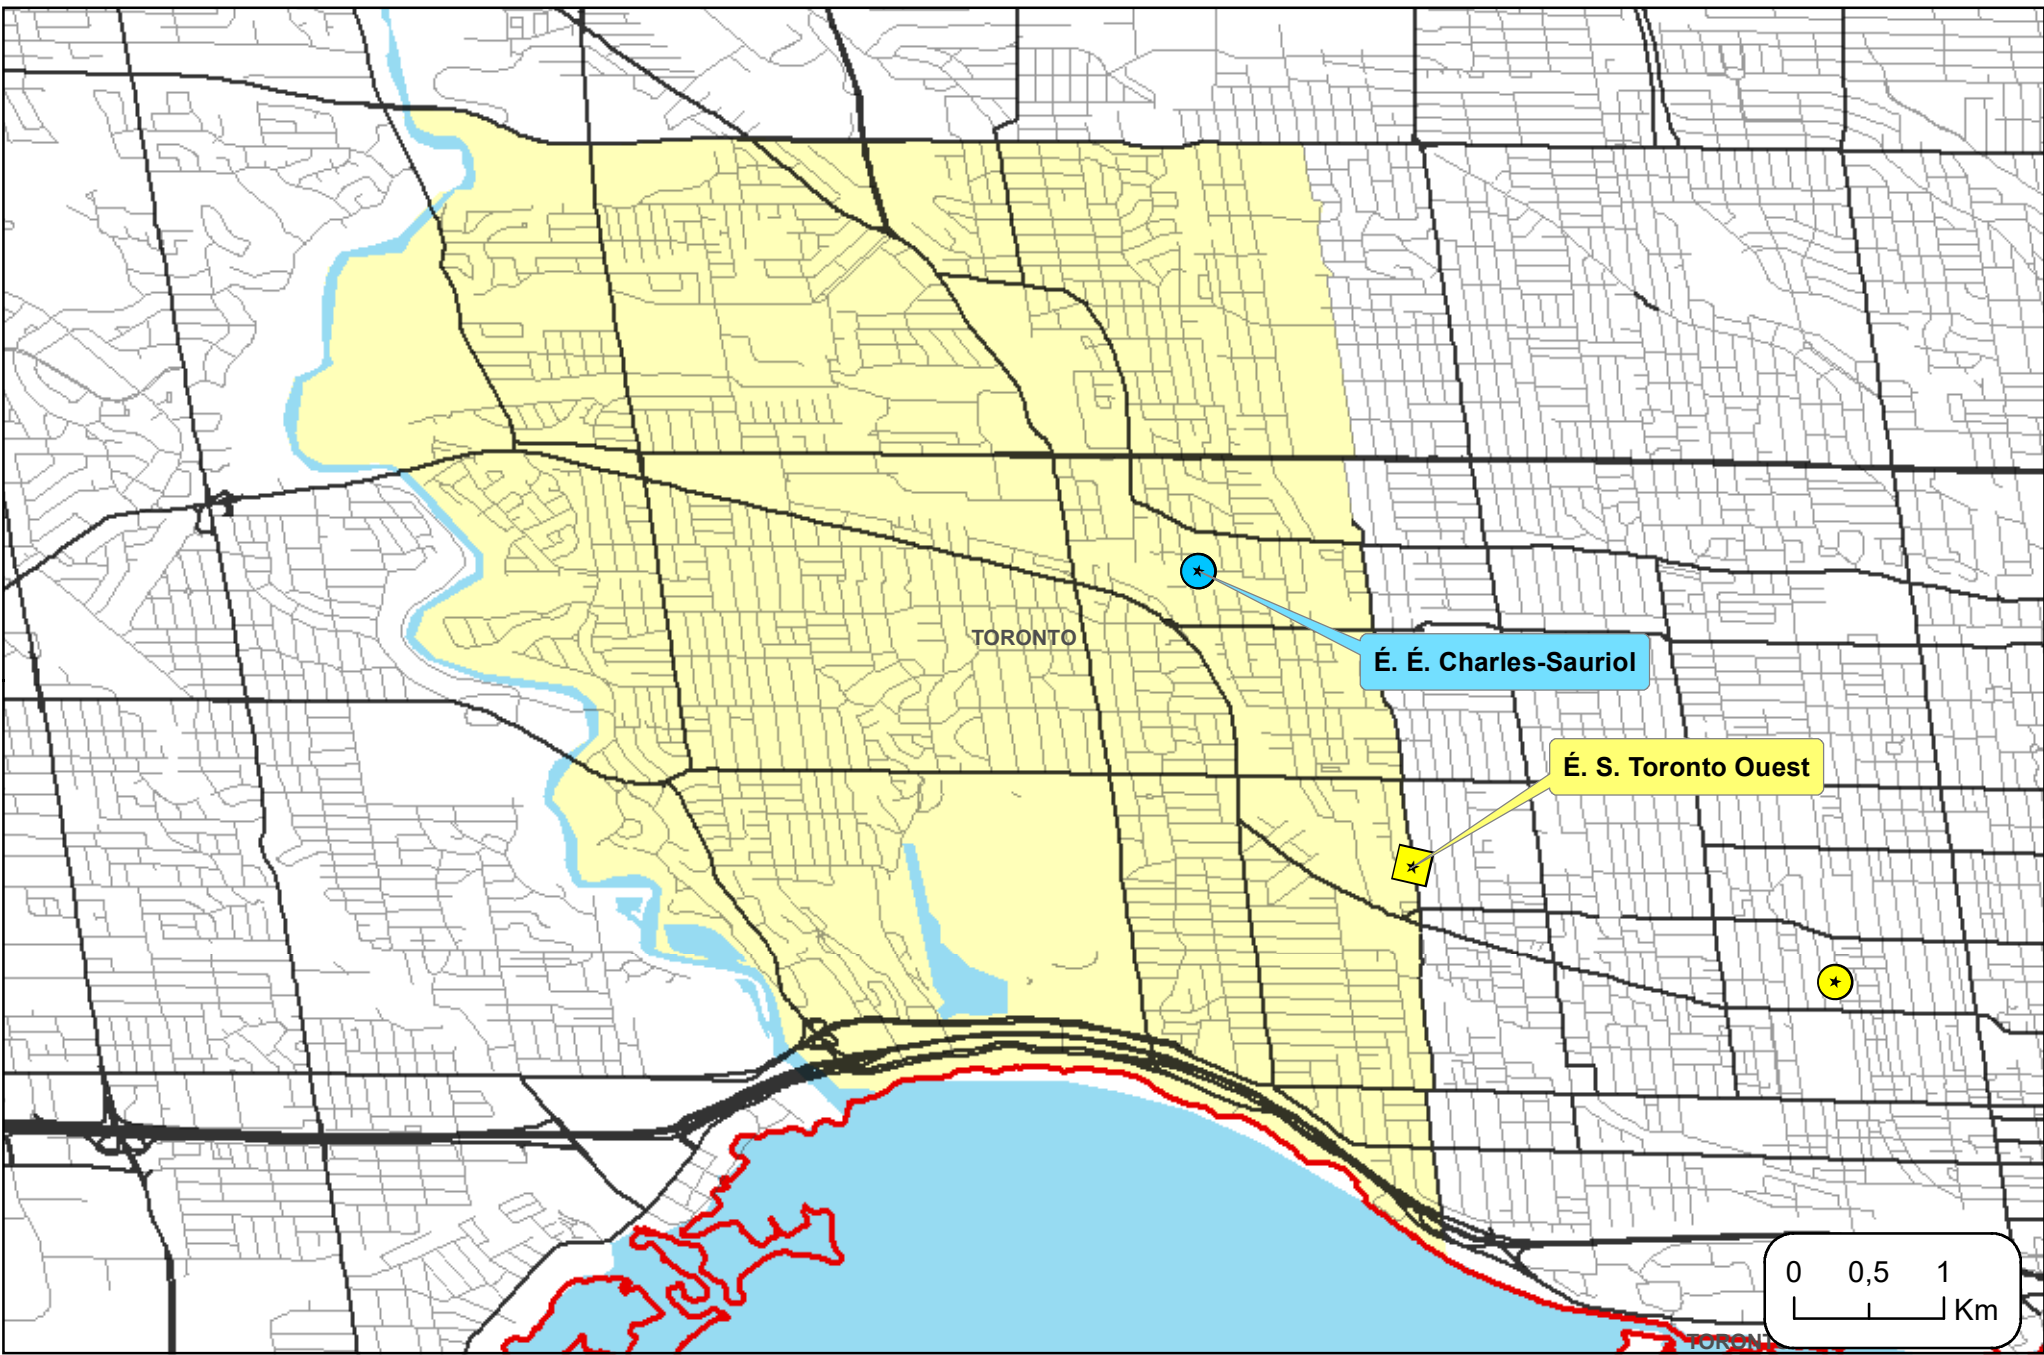 TORONTO
É. É. Charles-Sauriol
É. S. Toronto Ouest
0 0,5 1
Km